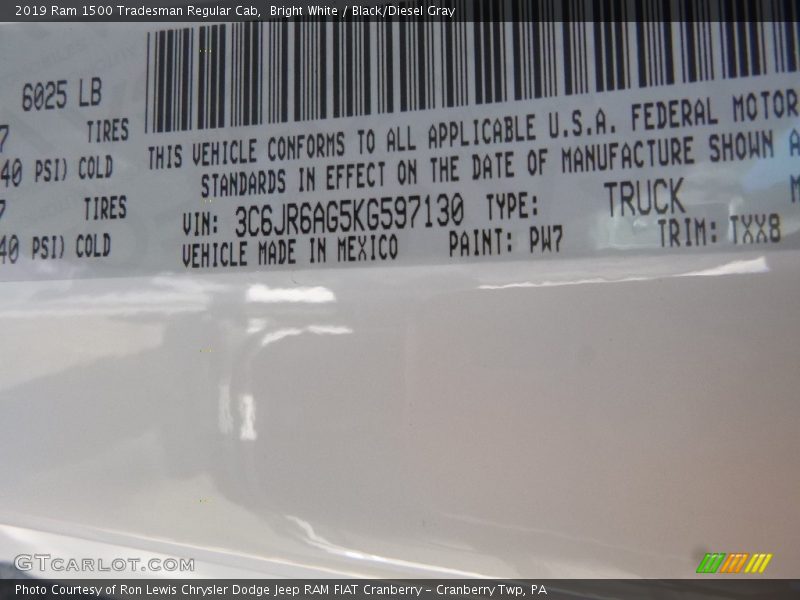 2019 Ram 1500 Tradesman Regular Cab, Bright White / Black/Diesel Gray
6025 LB
7 TIRES
40 PSI) COLD
7 TIRES
40 PSI) COLD
THIS VEHICLE CONFORMS TO ALL APPLICABLE U.S.A. FEDERAL MOTOR
STANDARDS IN EFFECT ON THE DATE OF MANUFACTURE SHOWN A
VIN: 3C6JR6AG5KG597130 TYPE: TRUCK M
VEHICLE MADE IN MEXICO PAINT: PW7 TRIM: TXX8
GTCARLOT.COM
Photo Courtesy of Ron Lewis Chrysler Dodge Jeep RAM FIAT Cranberry – Cranberry Twp, PA